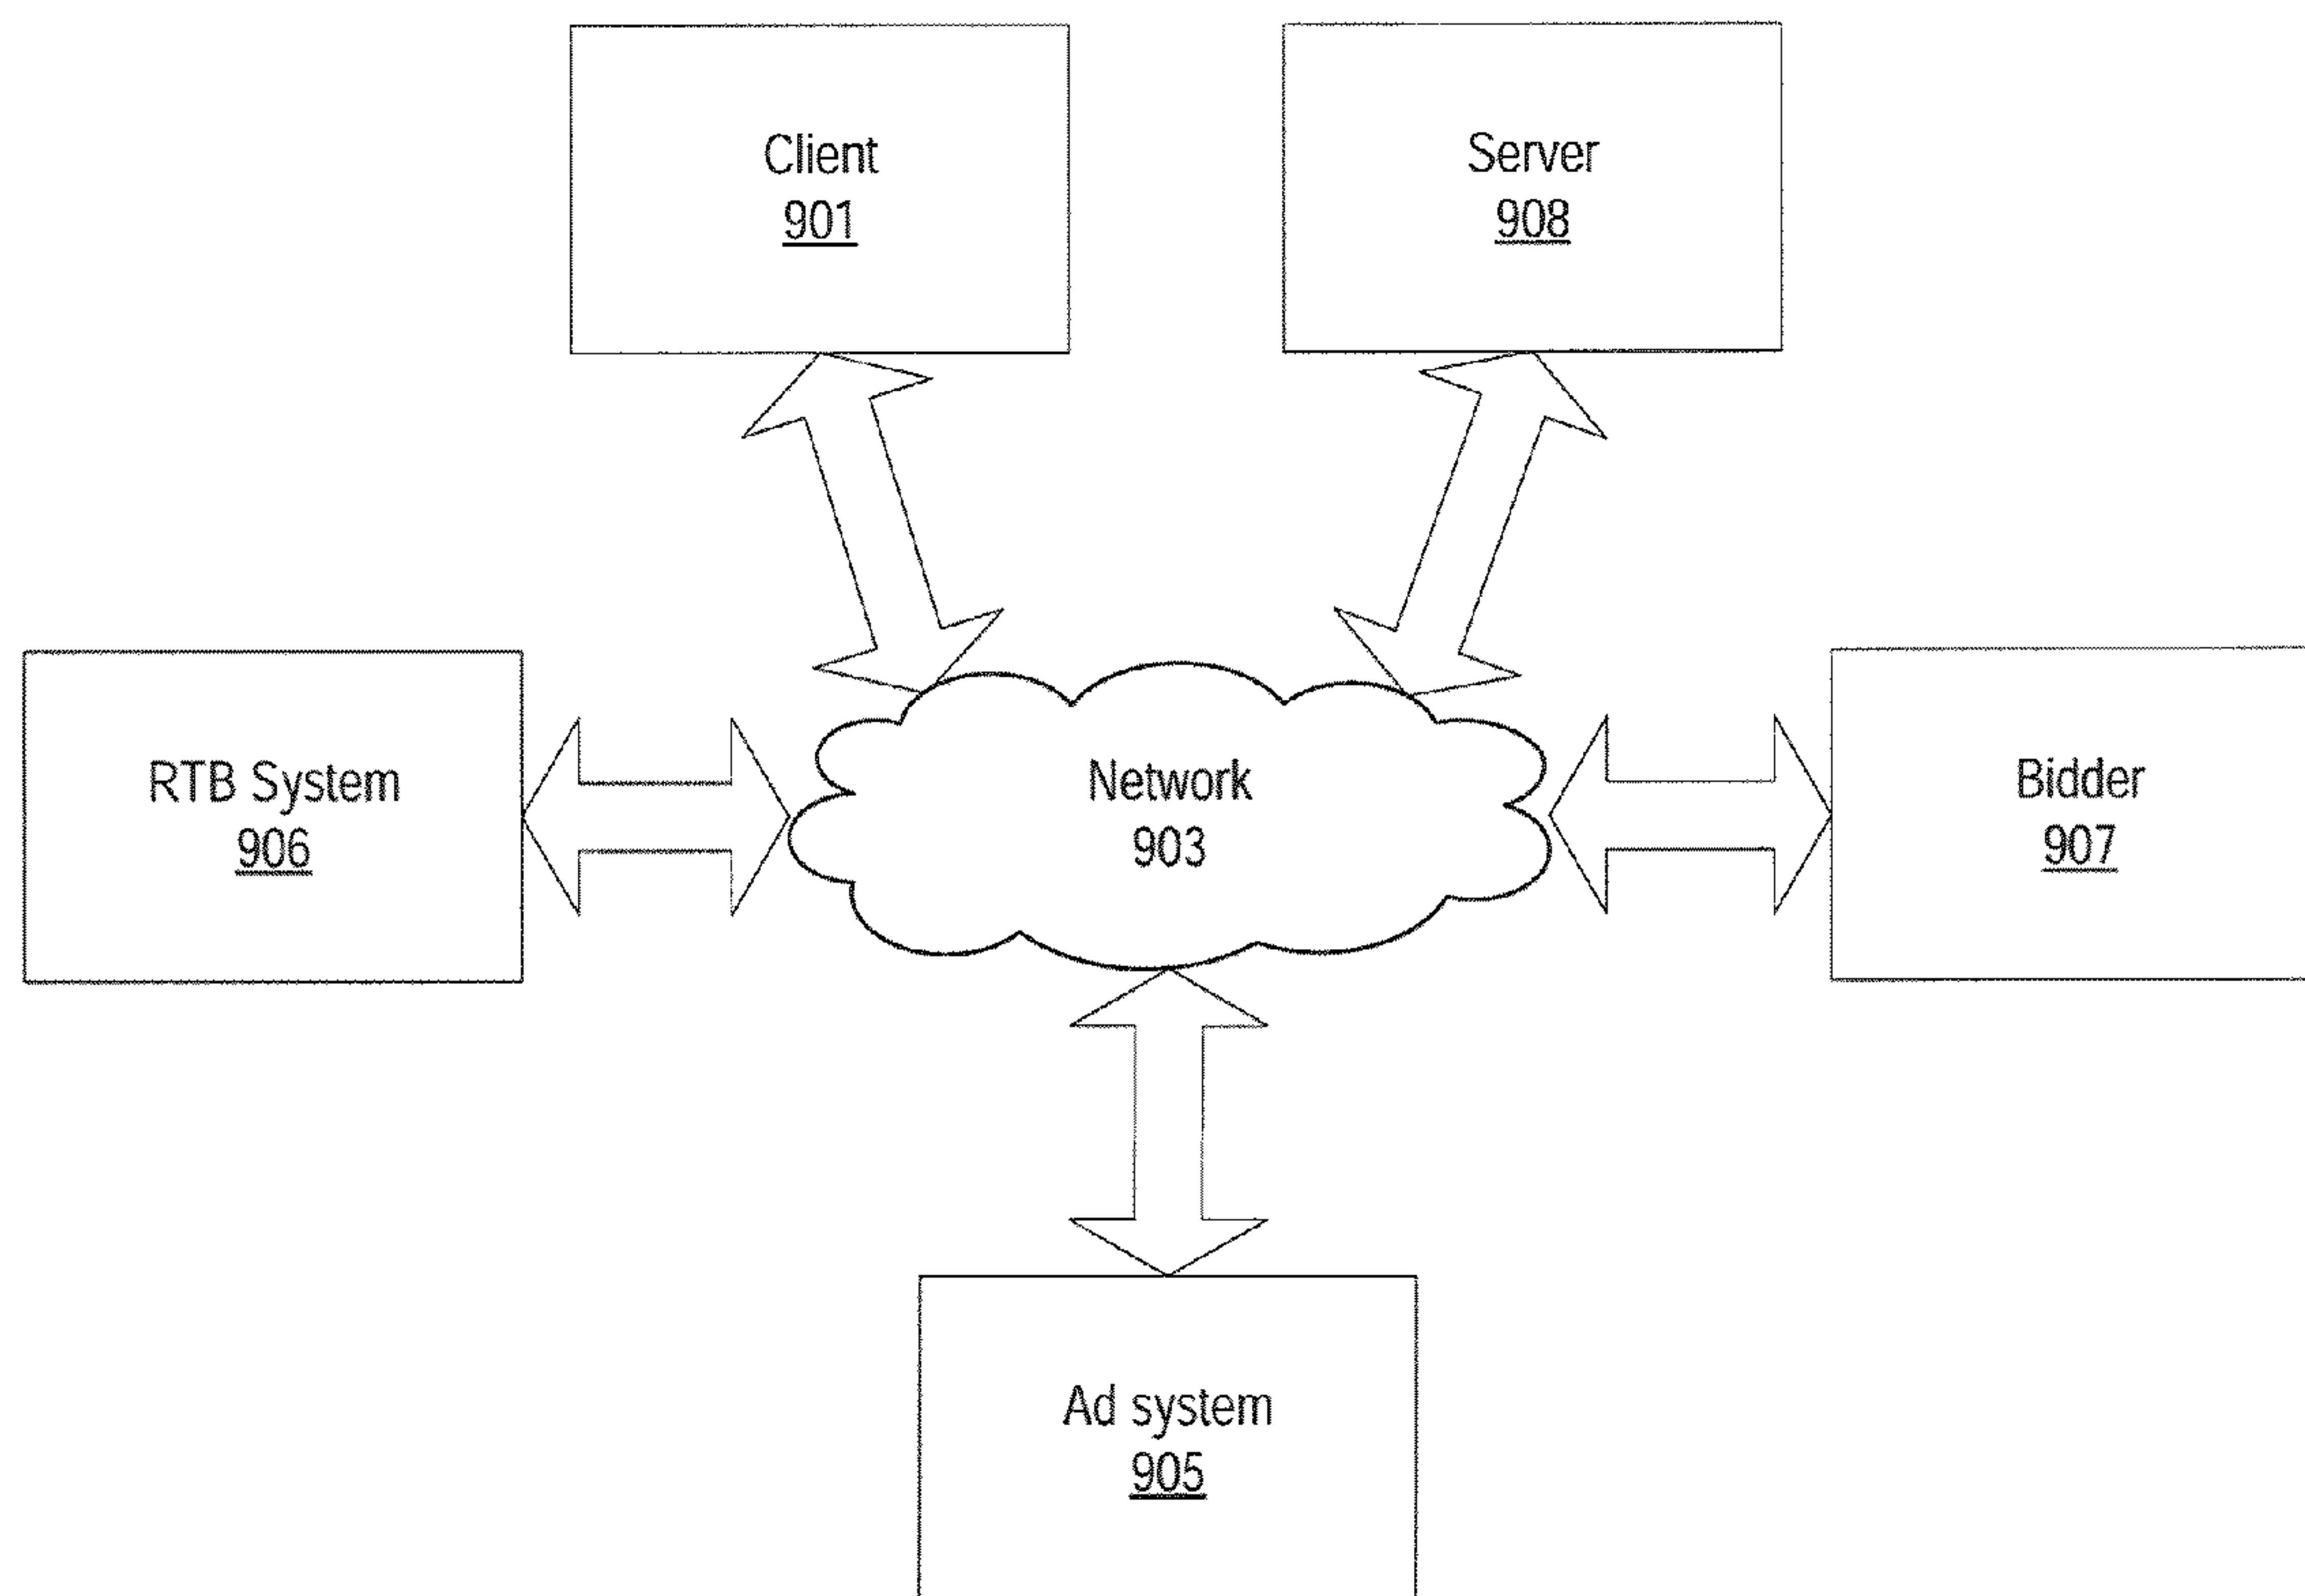 Client
901
Server
908
RTB System
906
Network
903
Bidder
907
Ad system
905